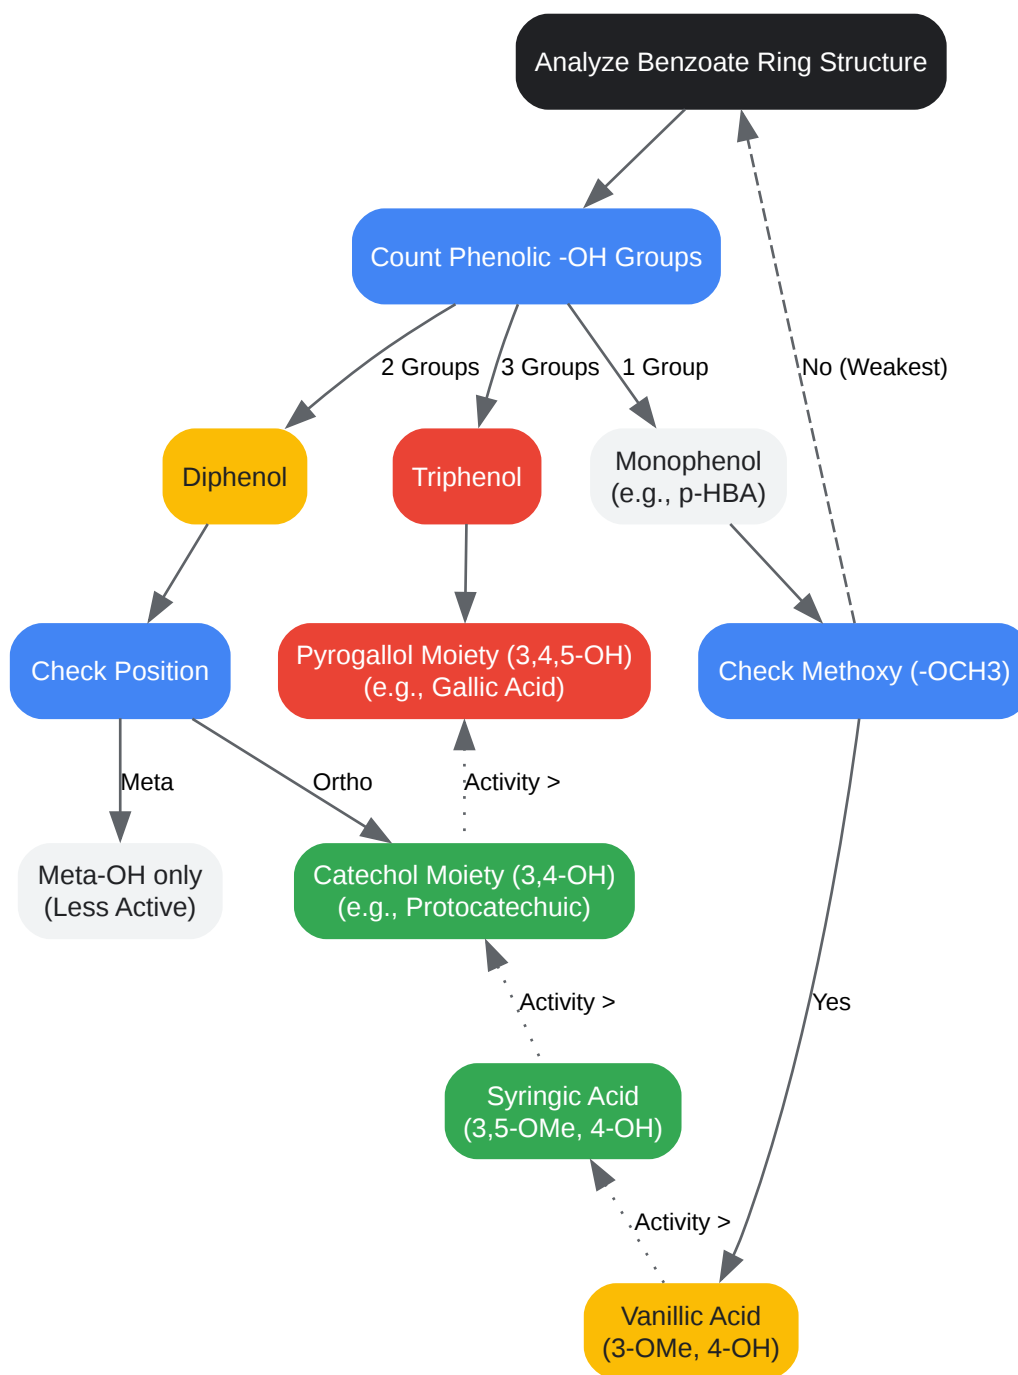 Analyze Benzoate Ring Structure
Count Phenolic -OH Groups
2 Groups
3 Groups
1 Group
No (Weakest)
Diphenol
Triphenol
Monophenol
(e.g., p-HBA)
Check Position
Pyrogallol Moiety (3,4,5-OH)
(e.g., Gallic Acid)
Check Methoxy (-OCH3)
Meta
Ortho
Activity >
Meta-OH only
(Less Active)
Catechol Moiety (3,4-OH)
(e.g., Protocatechuic)
Activity >
Yes
Syringic Acid
(3,5-OMe, 4-OH)
Activity >
Vanillic Acid
(3-OMe, 4-OH)